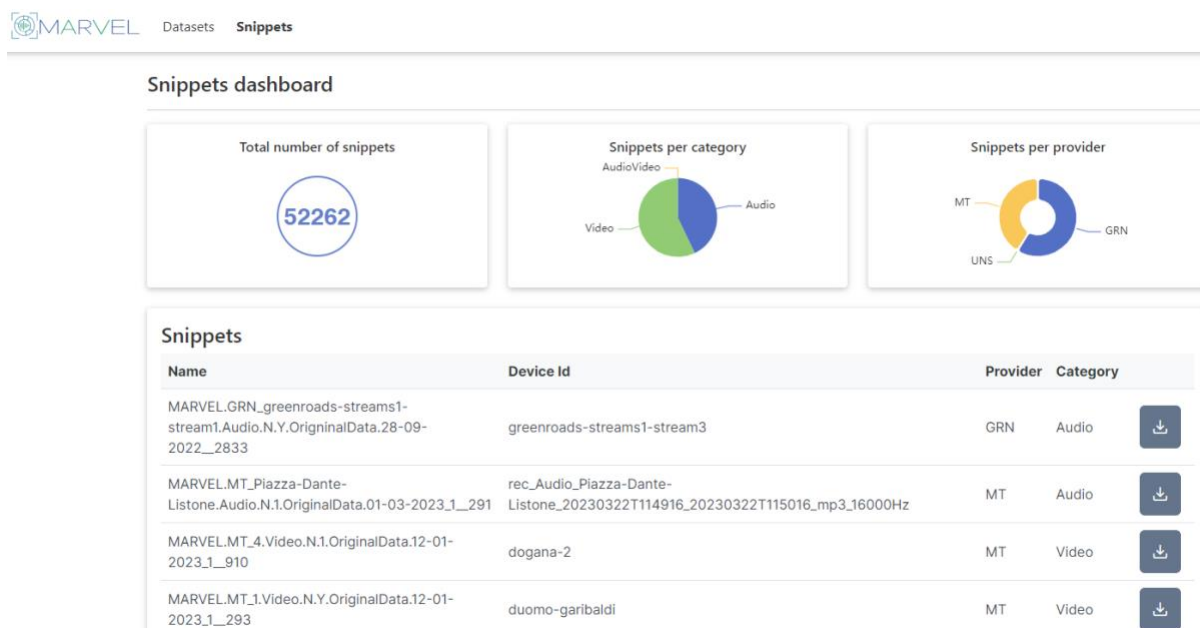 MARVEL Datasets Snippets
Snippets dashboard
Total number of snippets
52262
Snippets per category
AudioVideo
Audio
Video
Snippets per provider
MT
GRN
UNS
Snippets
Name Device Id Provider Category
MARVEL.GRN_greenroads-streams1-
stream1.Audio.N.Y.OrigninalData.28-09-
2022__2833
greenroads-streams1-stream3 GRN Audio
MARVEL.MT_Piazza-Dante-
Listone.Audio.N.1.OriginalData.01-03-2023_1__291
rec_Audio_Piazza-Dante-
Listone_20230322T114916_20230322T115016_mp3_16000Hz
MT Audio
MARVEL.MT_4.Video.N.1.OriginalData.12-01-
2023_1__910
dogana-2 MT Video
MARVEL.MT_1.Video.N.Y.OriginalData.12-01-
2023_1__293
duomo-garibaldi MT Video